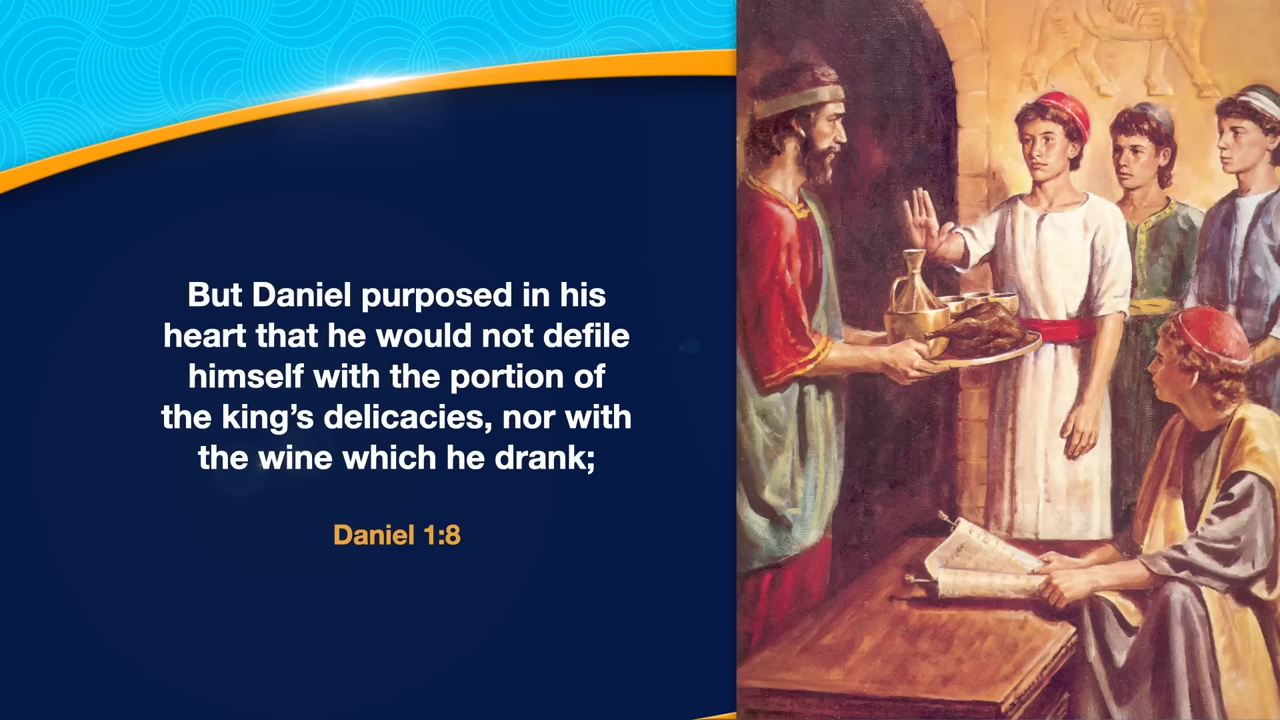 But Daniel purposed in his
heart that he would not defile
himself with the portion of
the king’s delicacies, nor with
the wine which he drank;
Daniel 1:8